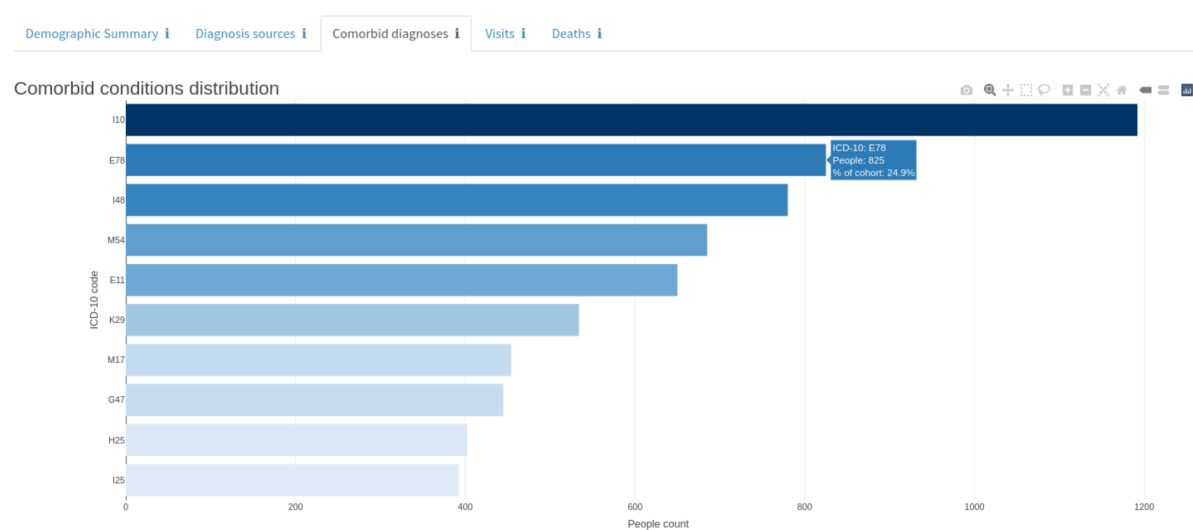 Demographic Summary ℹ Diagnosis sources ℹ Comorbid diagnoses ℹ Visits ℹ Deaths ℹ
Comorbid conditions distribution
I10
E78
ICD-10: E78
People: 825
% of cohort: 24.9%
I48
M54
E11
K29
M17
G47
H25
I25
ICD-10 code
0 200 400 600 800 1000 1200
People count